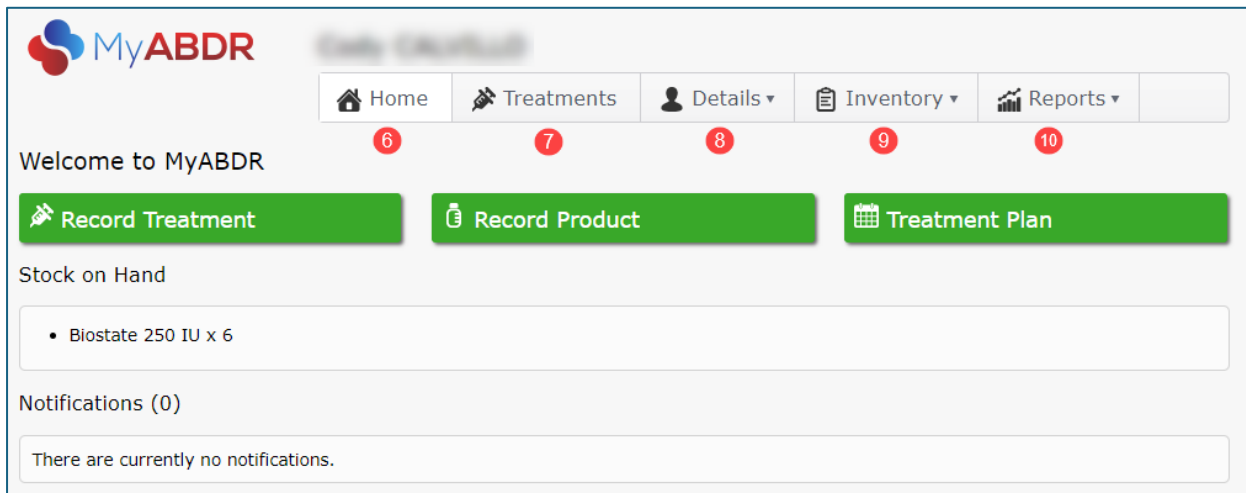 MyABDR
Home Treatments Details ▾ Inventory ▾ Reports ▾
6 7 8 9 10
Welcome to MyABDR
Record Treatment Record Product Treatment Plan
Stock on Hand
• Biostate 250 IU x 6
Notifications (0)
There are currently no notifications.